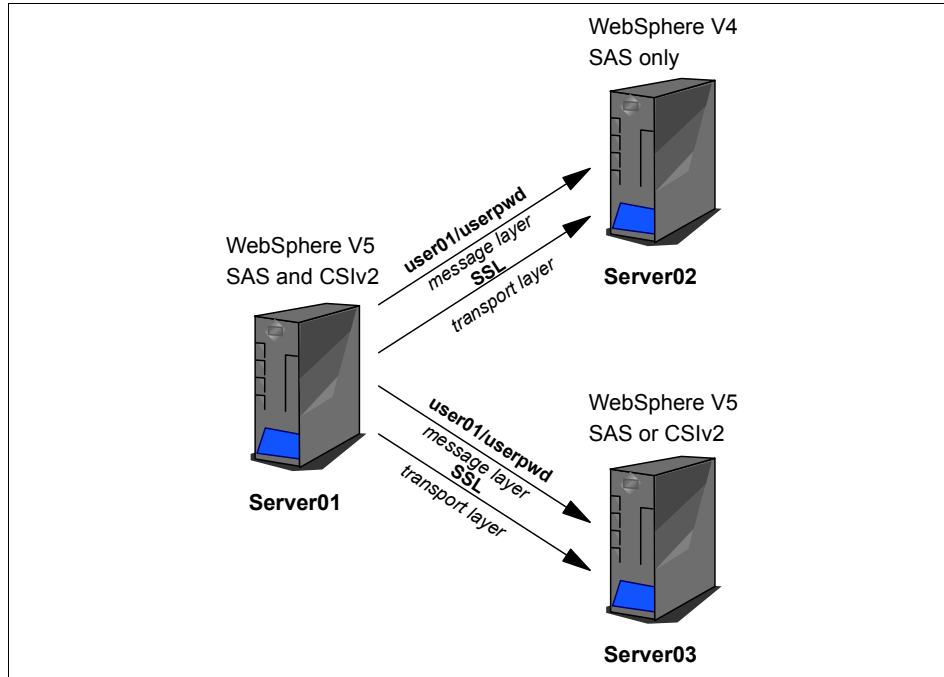 WebSphere V4
SAS only
user01/userpwd
message layer
SSL
transport layer
Server02
WebSphere V5
SAS and CSIv2
Server01
WebSphere V5
SAS or CSIv2
user01/userpwd
message layer
SSL
transport layer
Server03